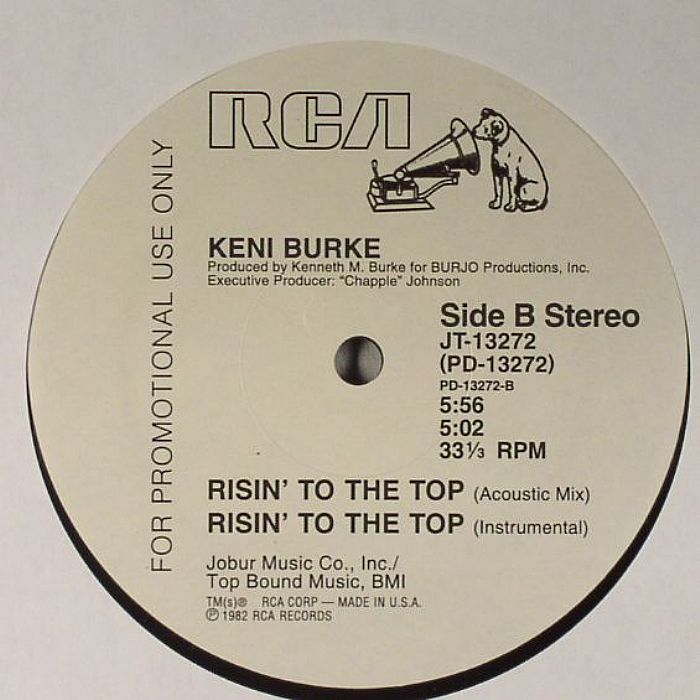 RCA
FOR PROMOTIONAL USE ONLY
KENI BURKE
Produced by Kenneth M. Burke for BURJO Productions, Inc.
Executive Producer: "Chapple" Johnson
Side B Stereo
JT-13272
(PD-13272)
PD-13272-B
5:56
5:02
33⅓ RPM
RISIN' TO THE TOP (Acoustic Mix)
RISIN' TO THE TOP (Instrumental)
Jobur Music Co., Inc./
Top Bound Music, BMI
TM(s)® RCA CORP — MADE IN U.S.A.
℗ 1982 RCA RECORDS